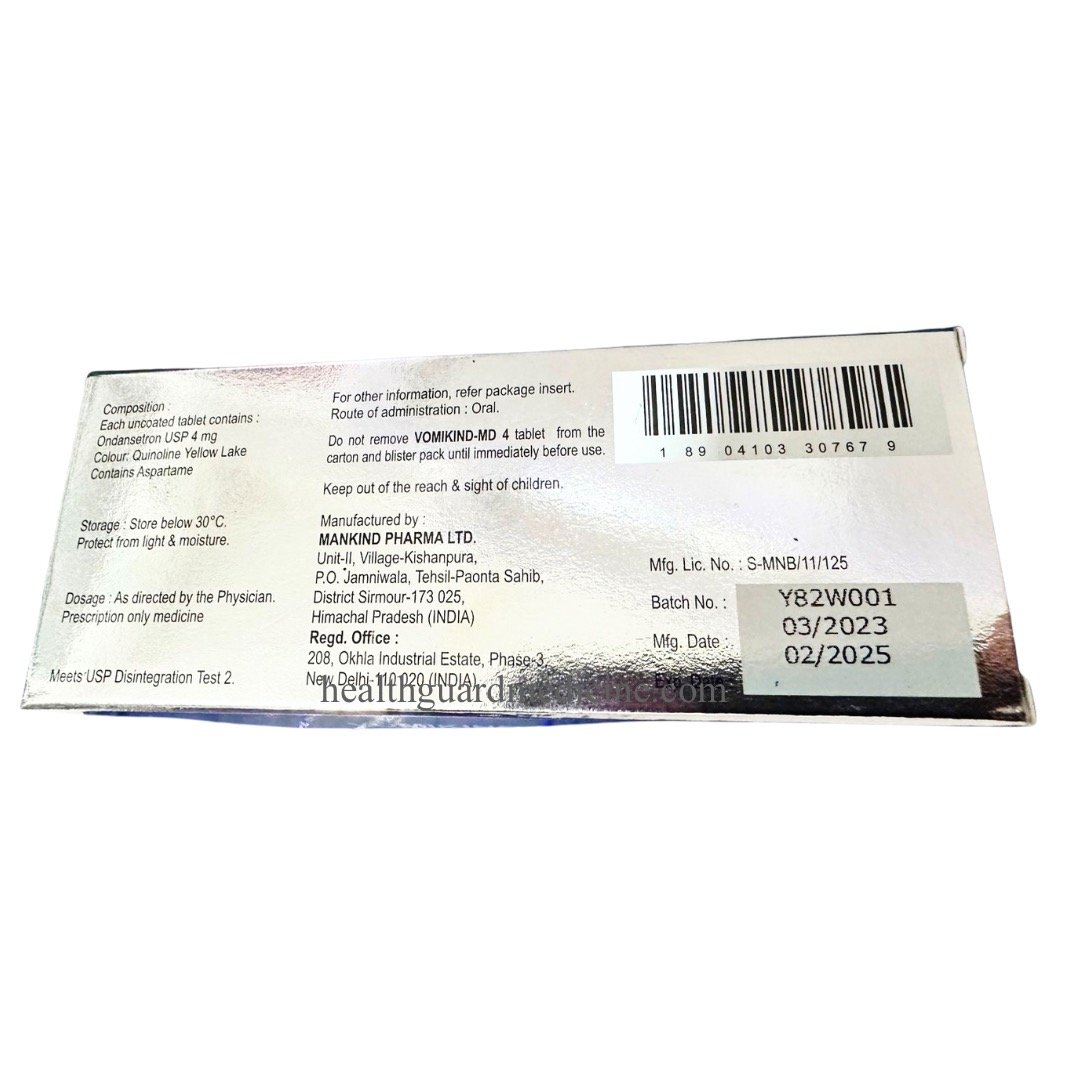 Composition :
Each uncoated tablet contains :
Ondansetron USP 4 mg
Colour: Quinoline Yellow Lake
Contains Aspartame
Storage : Store below 30°C.
Protect from light & moisture.
Dosage : As directed by the Physician.
Prescription only medicine
Meets USP Disintegration Test 2.
For other information, refer package insert.
Route of administration : Oral.
Do not remove VOMIKIND-MD 4 tablet from the
carton and blister pack until immediately before use.
Keep out of the reach & sight of children.
Manufactured by :
MANKIND PHARMA LTD.
Unit-II, Village-Kishanpura,
P.O. Jamniwala, Tehsil-Paonta Sahib,
District Sirmour-173 025,
Himachal Pradesh (INDIA)
Regd. Office :
208, Okhla Industrial Estate, Phase-3,
New Delhi-110 020 (INDIA)
1 89 04103 30767 9
Mfg. Lic. No. : S-MNB/11/125
Batch No. : Y82W001
Mfg. Date : 03/2023
Exp. Date 02/2025